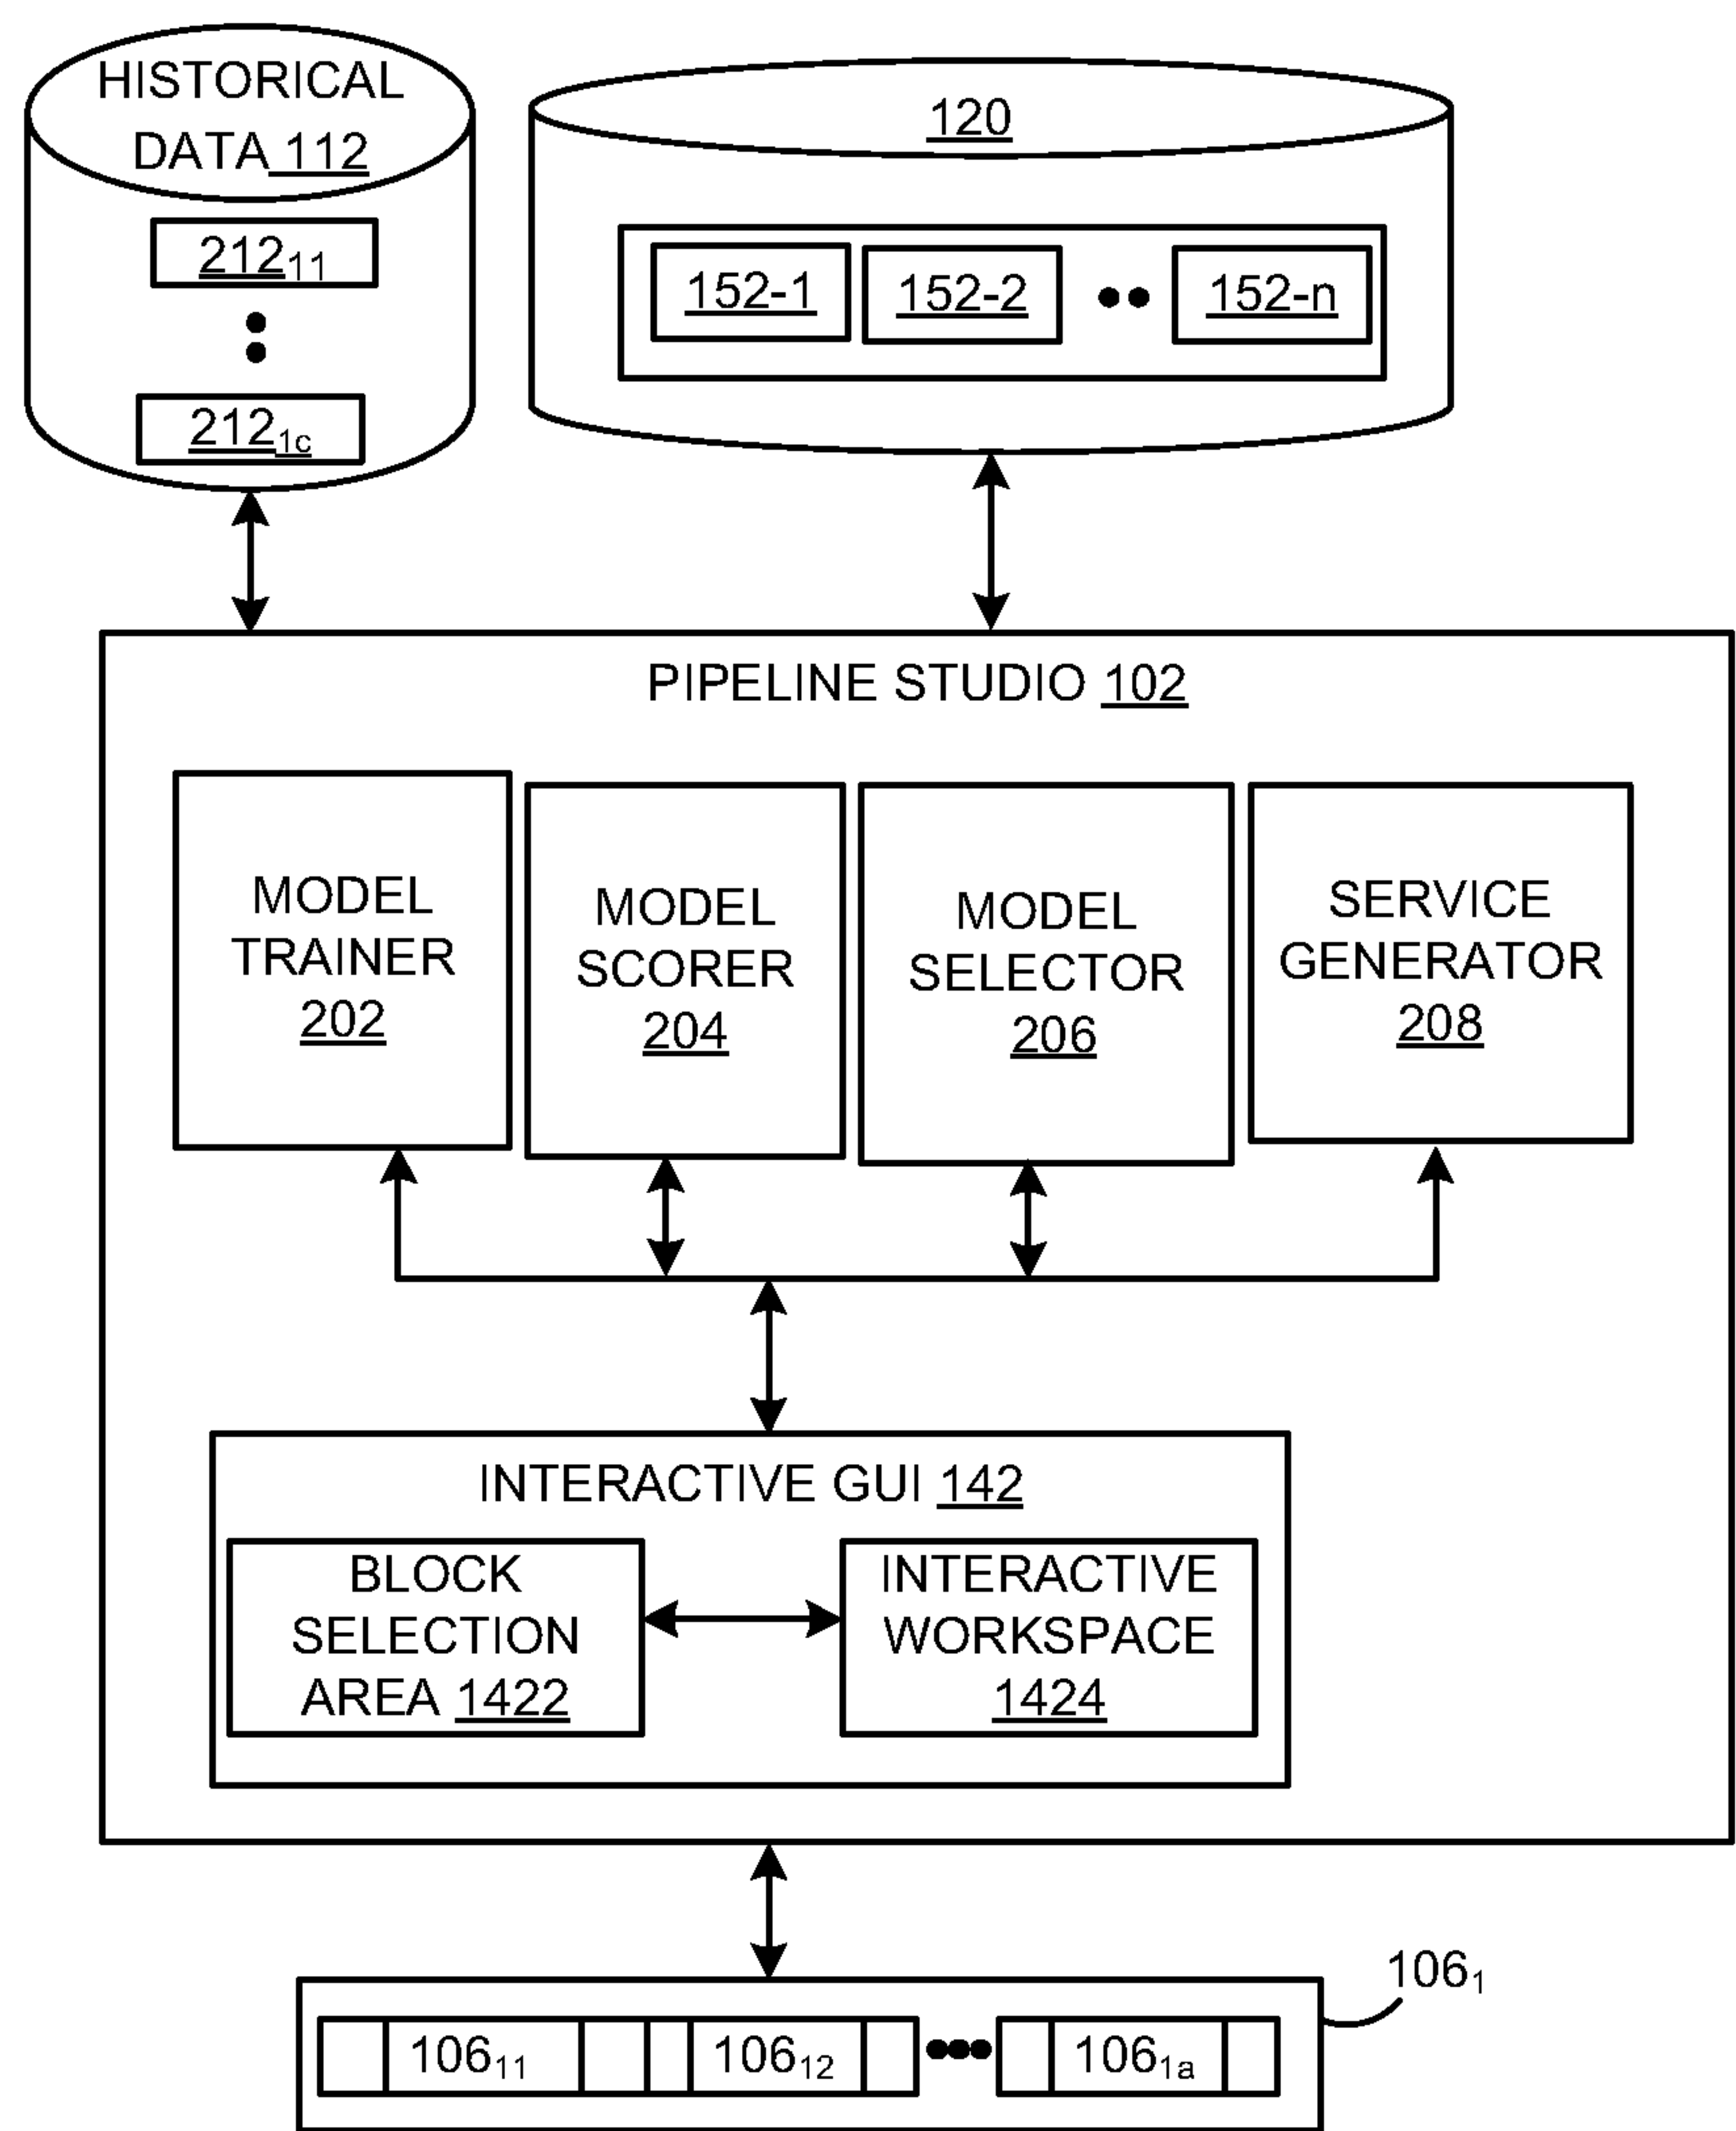 HISTORICAL
DATA 112
212₁₁
212₁c
120
152-1
152-2
152-n
PIPELINE STUDIO 102
MODEL
TRAINER
202
MODEL
SCORER
204
MODEL
SELECTOR
206
SERVICE
GENERATOR
208
INTERACTIVE GUI 142
BLOCK
SELECTION
AREA 1422
INTERACTIVE
WORKSPACE
1424
106₁
106₁₁
106₁₂
106₁ₐ